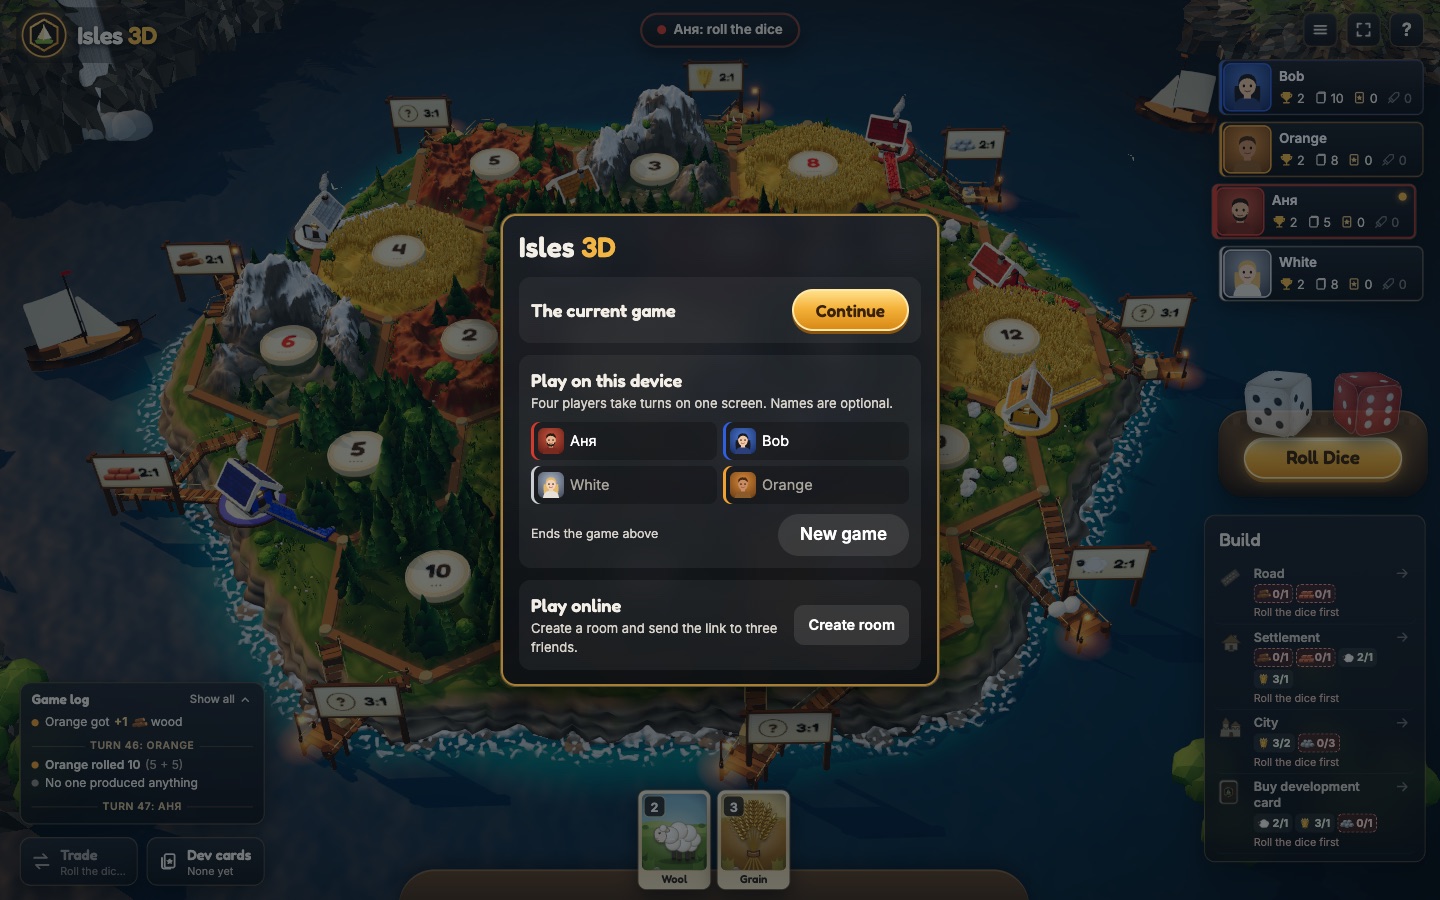 Isles 3D
Аня: roll the dice
?
Bob
2 10 0 0
Orange
2 8 0 0
Аня
2 5 0 0
White
2 8 0 0
2:1
? 3:1
2:1
5
3
8
2:1
4
6
2
12
? 3:1
5
2:1
10
2:1
? 3:1
? 3:1
Isles 3D
The current game
Continue
Play on this device
Four players take turns on one screen. Names are optional.
Аня
Bob
White
Orange
Ends the game above
New game
Play online
Create a room and send the link to three
friends.
Create room
Roll Dice
Build
Road
0/1 0/1
Roll the dice first
Settlement
0/1 0/1 2/1
3/1
Roll the dice first
City
3/2 0/3
Roll the dice first
Buy development
card
2/1 3/1 0/1
Roll the dice first
Game log
Show all
Orange got +1 wood
TURN 46: ORANGE
Orange rolled 10 (5 + 5)
No one produced anything
TURN 47: АНЯ
Trade
Roll the dic...
Dev cards
None yet
2
Wool
3
Grain